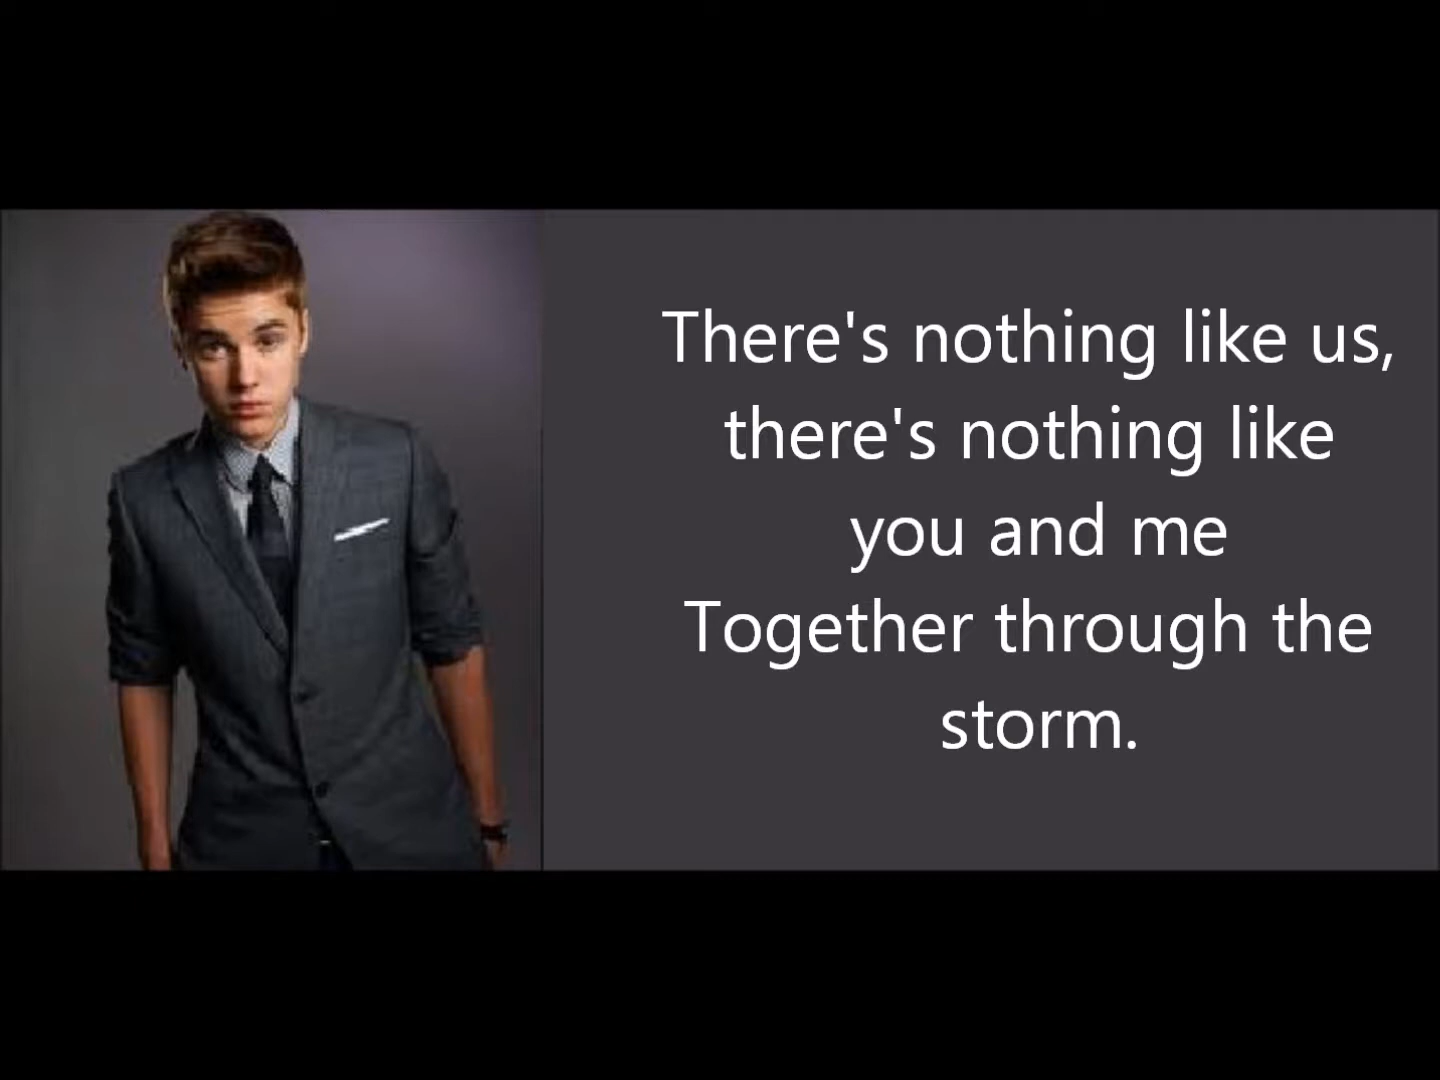 There's nothing like us,
there's nothing like
you and me
Together through the
storm.